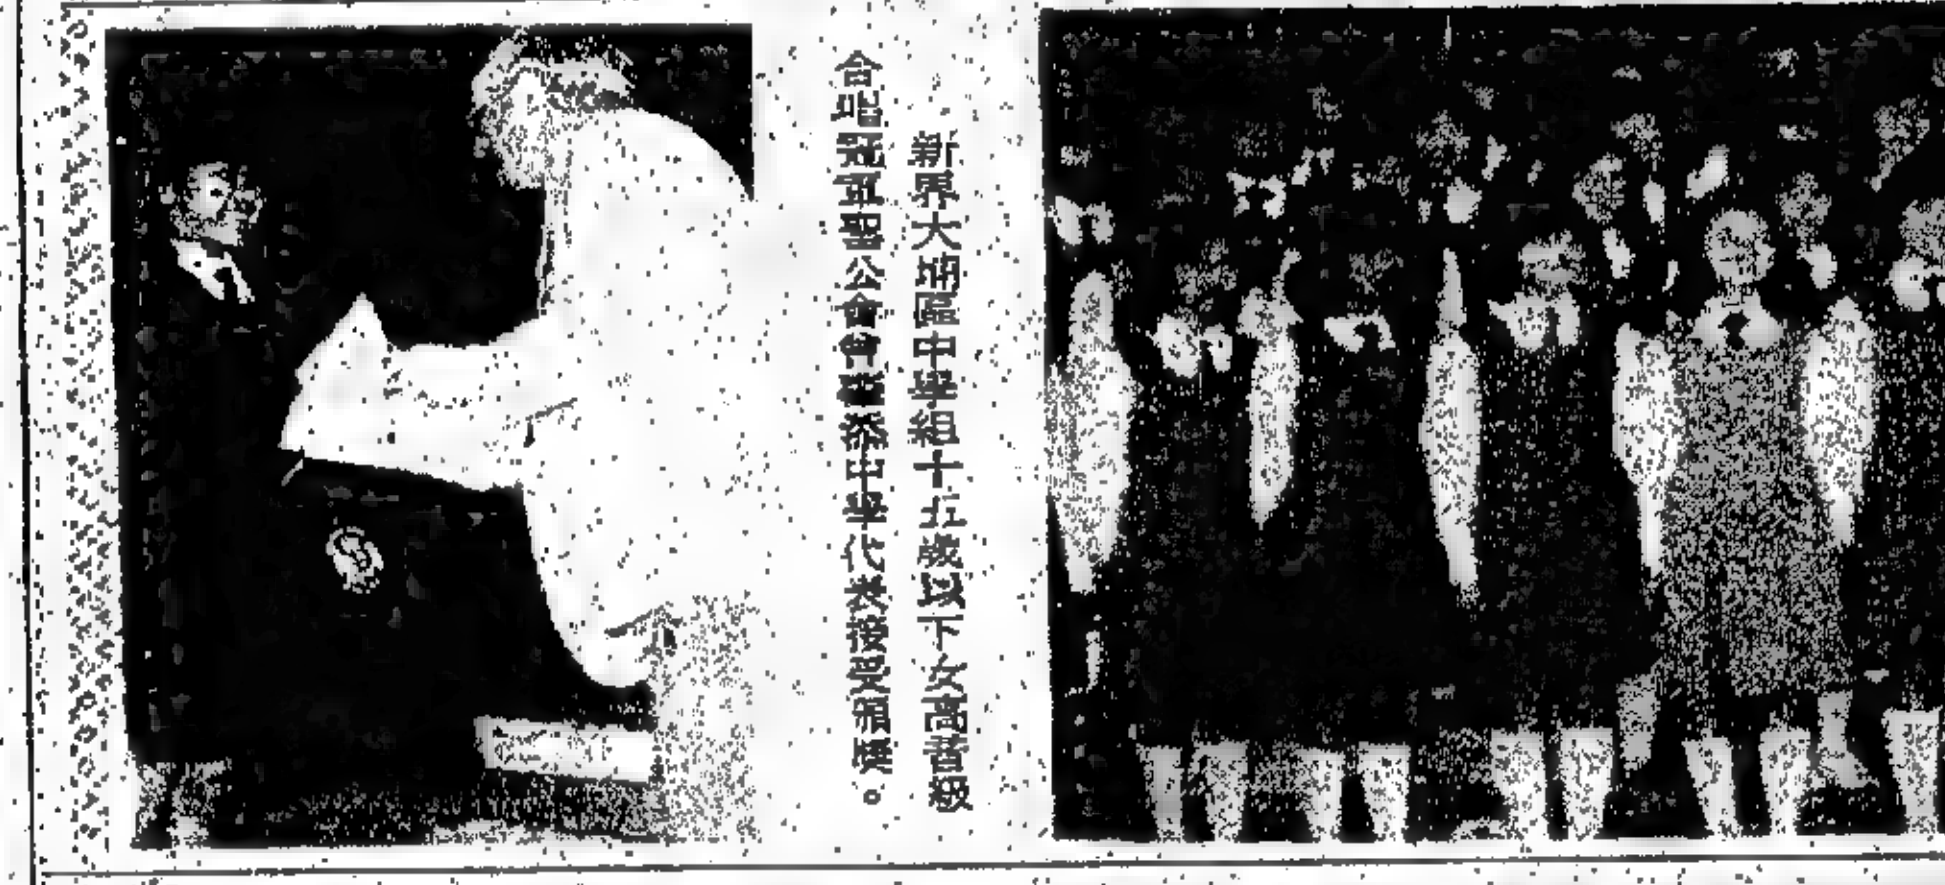 新界大埔區中學組十五歲以下女高音級
合唱冠軍聖公會曾肇添中學代表接受頒獎。